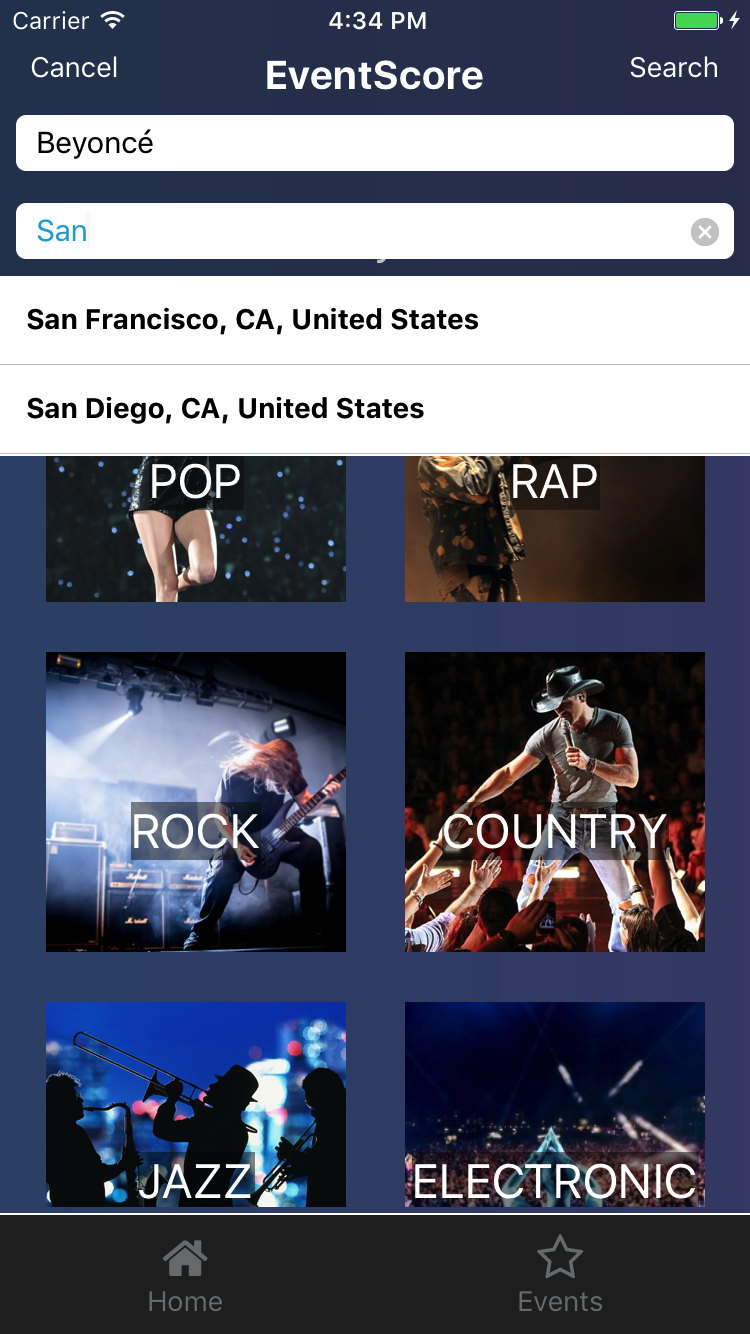 Carrier 4:34 PM
Cancel EventScore Search
Beyoncé
San
San Francisco, CA, United States
San Diego, CA, United States
POP RAP
ROCK COUNTRY
JAZZ ELECTRONIC
Home Events